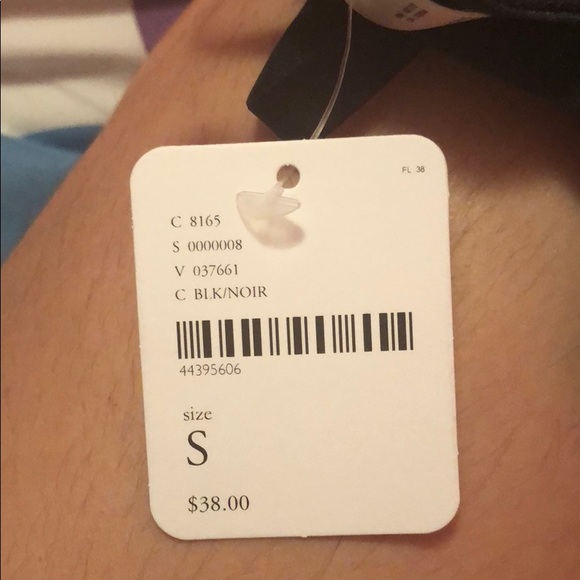 FL 38
C 8165
S 0000008
V 037661
C BLK/NOIR
44395606
size
S
$38.00